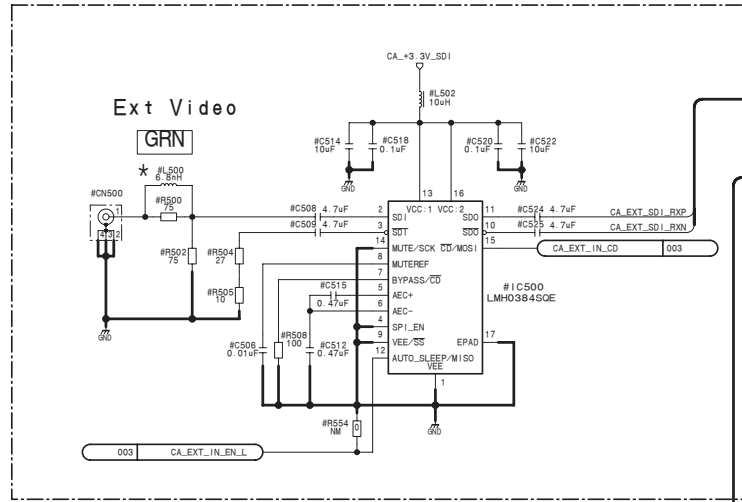 CA_+3.3V_SDI
#L502
10uH
Ext Video
GRN
#C514
10uF
#C518
0.1uF
#C520
0.1uF
#C522
10uF
GND
GND
*
#L500
6.8nH
#CN500
1
#R500
75
4 3 2
13
16
VCC:1 VCC:2
#C508 4.7uF
2
SDI
SDO
11
#C524 4.7uF
CA_EXT_SDI_RXP
#C509 4.7uF
3
SDI
SDO
10
#C525 4.7uF
CA_EXT_SDI_RXN
14
MUTE/SCK
CD/MOSI
15
CA_EXT_IN_CD
003
#R502
75
#R504
27
8
MUTEREF
7
BYPASS/CD
#IC500
LMH0384SQE
#R505
10
#C515
0.47uF
5
AEC+
6
AEC-
4
SPI_EN
GND
#C506
0.01uF
#R508
100
#C512
0.47uF
9
VEE/SS
EPAD
17
12
AUTO_SLEEP/MISO
VEE
1
#R554
NM
0
GND
003
CA_EXT_IN_EN_L